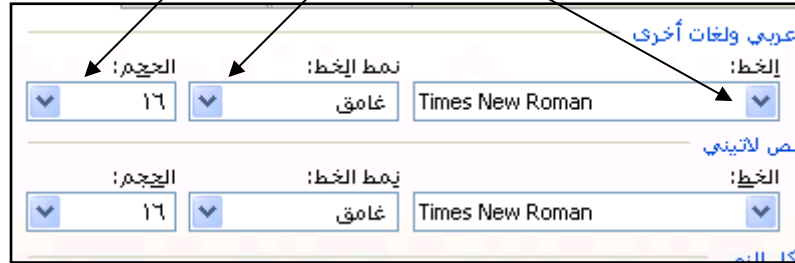 عربي ولغات أخرى
الخط: نمط الخط: الحجم:
Times New Roman غامق ١٦
نص لاتيني
الخط: نمط الخط: الحجم:
Times New Roman غامق ١٦